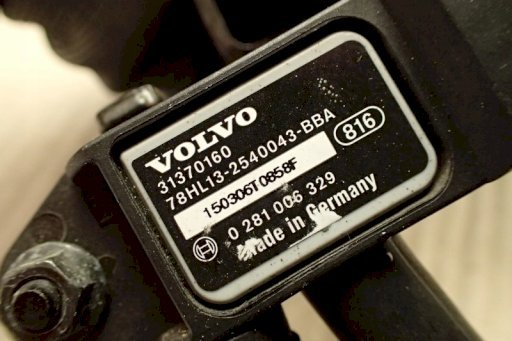 VOLVO
31370160
78HL13-2540043-BBA
816
150306T0858F
0 281 006 329
Made in Germany